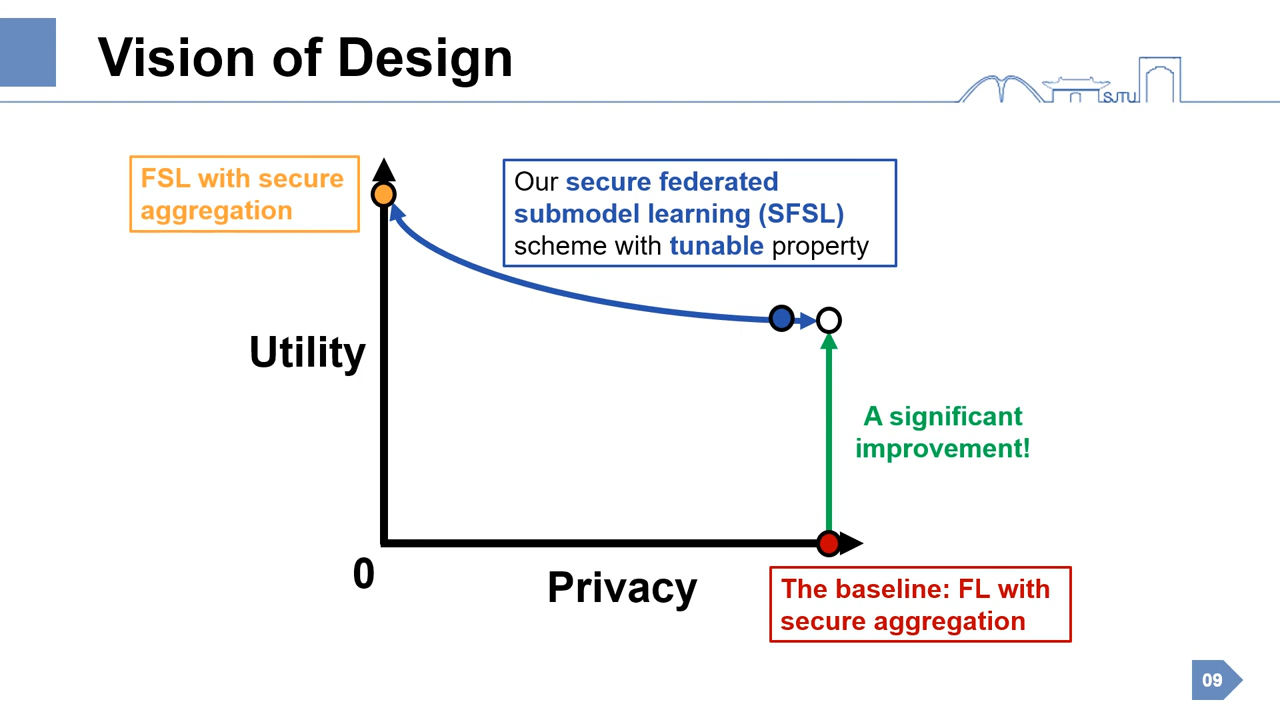 Vision of Design
SJTU
FSL with secure
aggregation
Our secure federated
submodel learning (SFSL)
scheme with tunable property
Utility
A significant
improvement!
0
Privacy
The baseline: FL with
secure aggregation
09